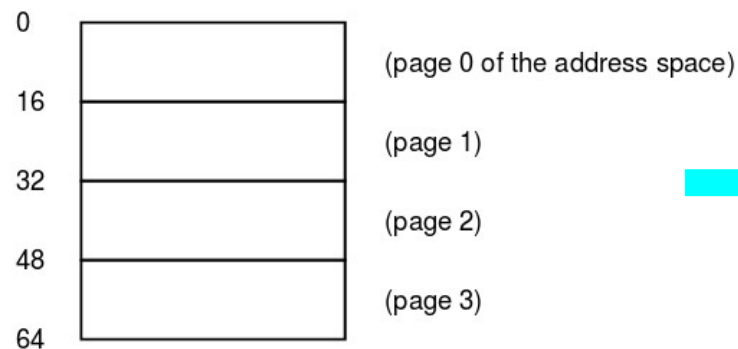 0
(page 0 of the address space)
16
(page 1)
32
(page 2)
48
(page 3)
64